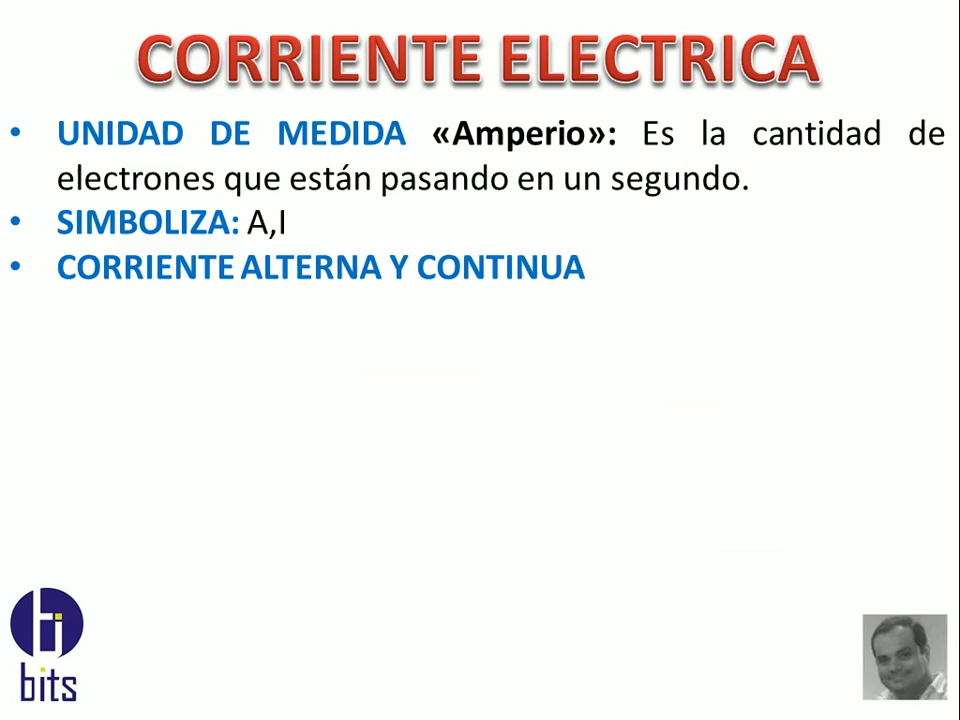 CORRIENTE ELECTRICA
• UNIDAD DE MEDIDA «Amperio»: Es la cantidad de
electrones que están pasando en un segundo.
• SIMBOLIZA: A,I
• CORRIENTE ALTERNA Y CONTINUA
bits